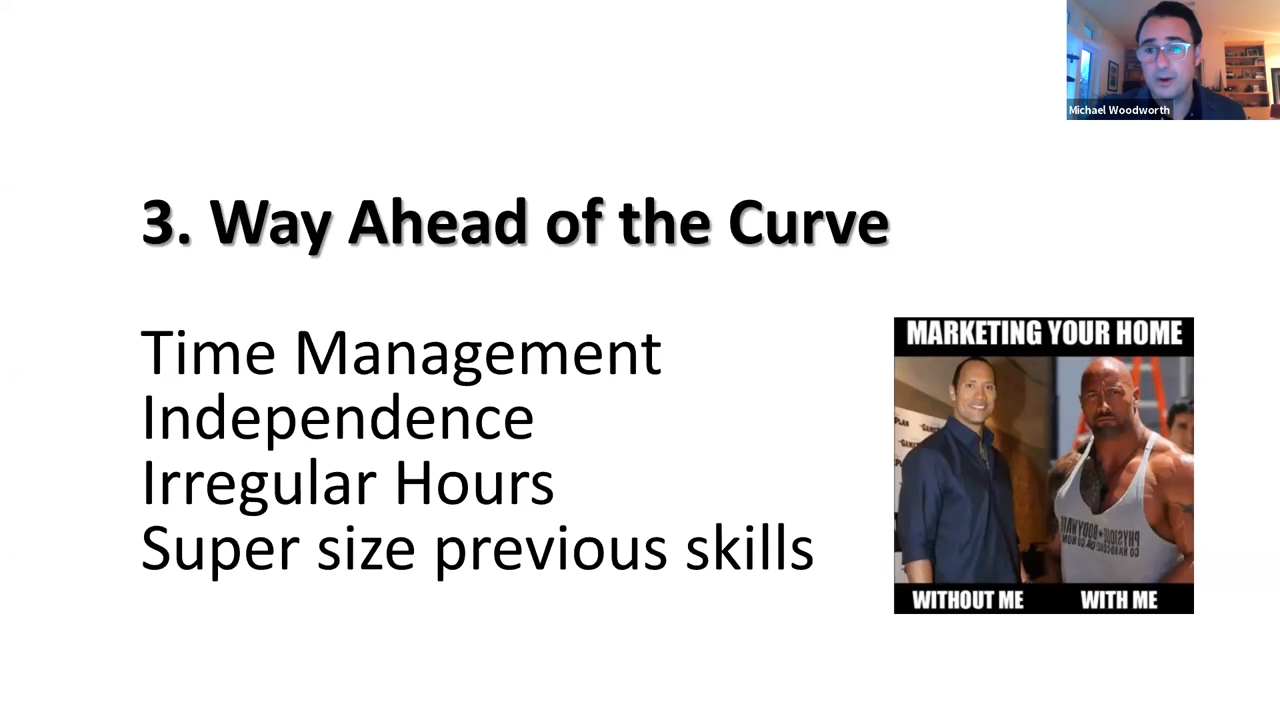 Michael Woodworth
3. Way Ahead of the Curve
Time Management
Independence
Irregular Hours
Super size previous skills
MARKETING YOUR HOME
WITHOUT ME
WITH ME